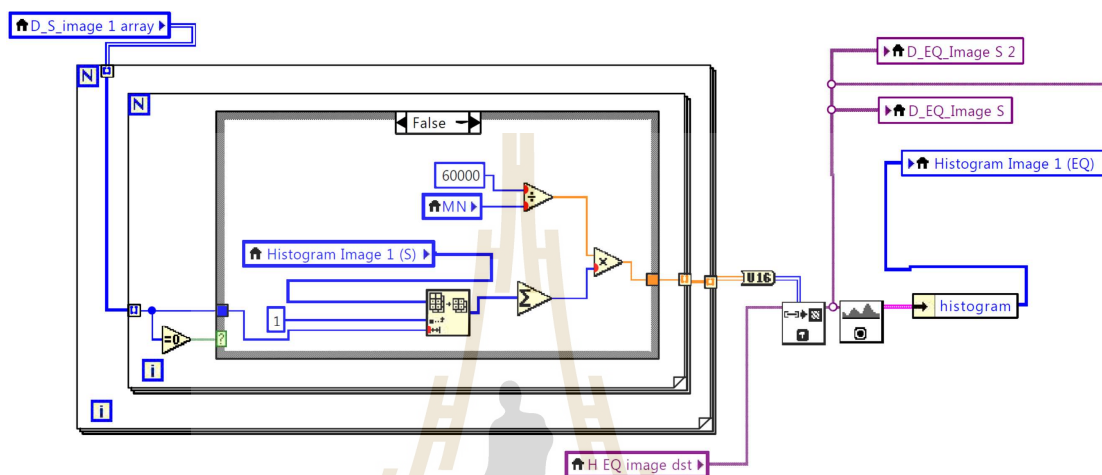 D_S_image 1 array
N
D_EQ_Image S 2
N
False
D_EQ_Image S
60000
÷
MN
Histogram Image 1 (EQ)
Histogram Image 1 (S)
×
U16
Σ
1
histogram
=0
?
i
i
H EQ image dst